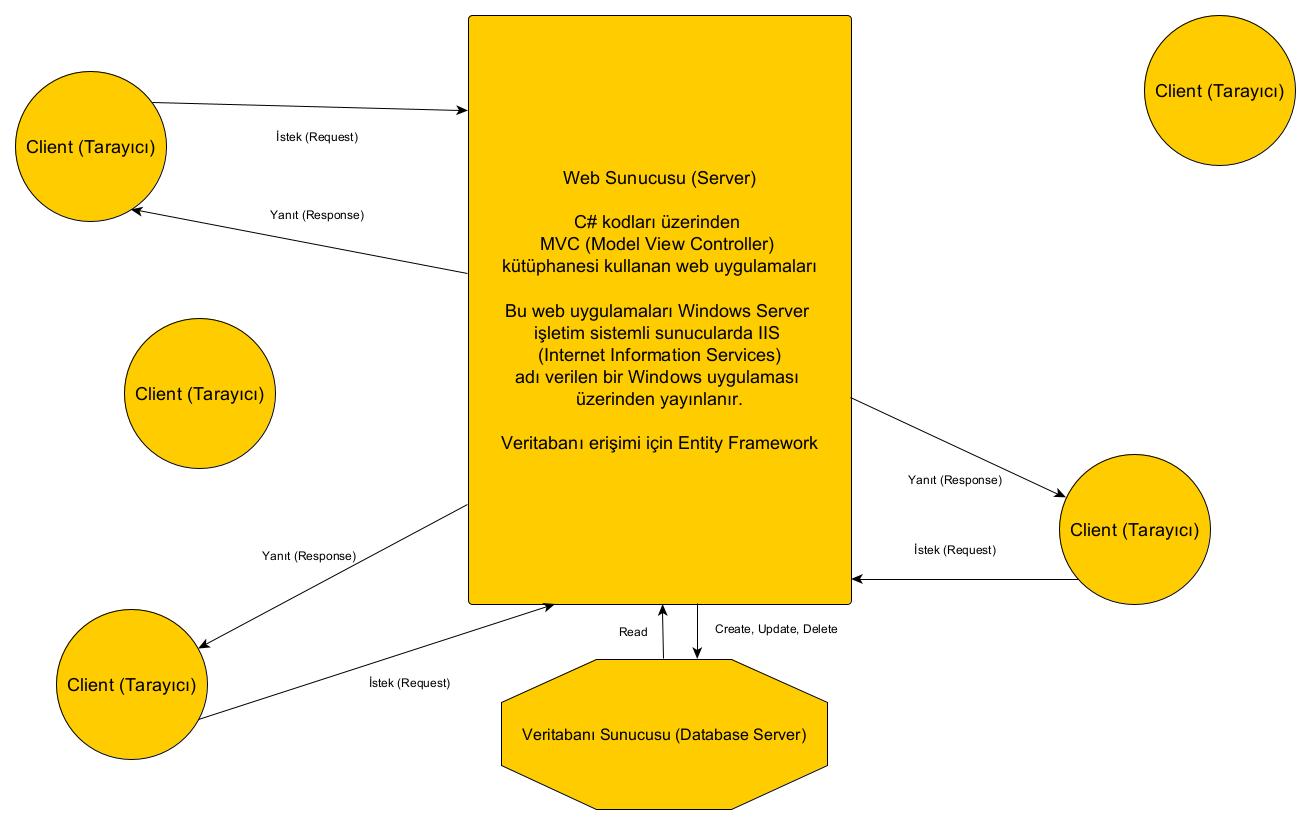 Client (Tarayıcı)
Client (Tarayıcı)
İstek (Request)
Yanıt (Response)
Web Sunucusu (Server)
C# kodları üzerinden
MVC (Model View Controller)
kütüphanesi kullanan web uygulamaları
Bu web uygulamaları Windows Server
işletim sistemli sunucularda IIS
(Internet Information Services)
adı verilen bir Windows uygulaması
üzerinden yayınlanır.
Veritabanı erişimi için Entity Framework
Client (Tarayıcı)
Yanıt (Response)
Client (Tarayıcı)
İstek (Request)
Yanıt (Response)
Client (Tarayıcı)
İstek (Request)
Read
Create, Update, Delete
Veritabanı Sunucusu (Database Server)